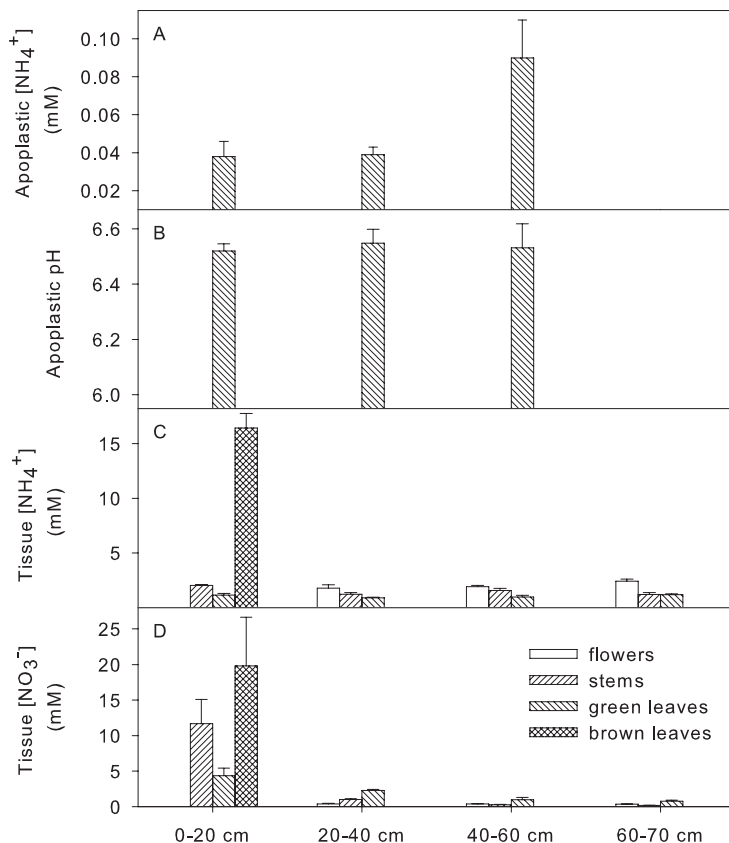 A
Apoplastic [NH₄⁺]
(mM)
0.10
0.08
0.06
0.04
0.02
B
Apoplastic pH
6.6
6.4
6.2
6.0
C
Tissue [NH₄⁺]
(mM)
15
10
5
D
Tissue [NO₃⁻]
(mM)
25
20
15
10
5
0
flowers
stems
green leaves
brown leaves
0-20 cm
20-40 cm
40-60 cm
60-70 cm